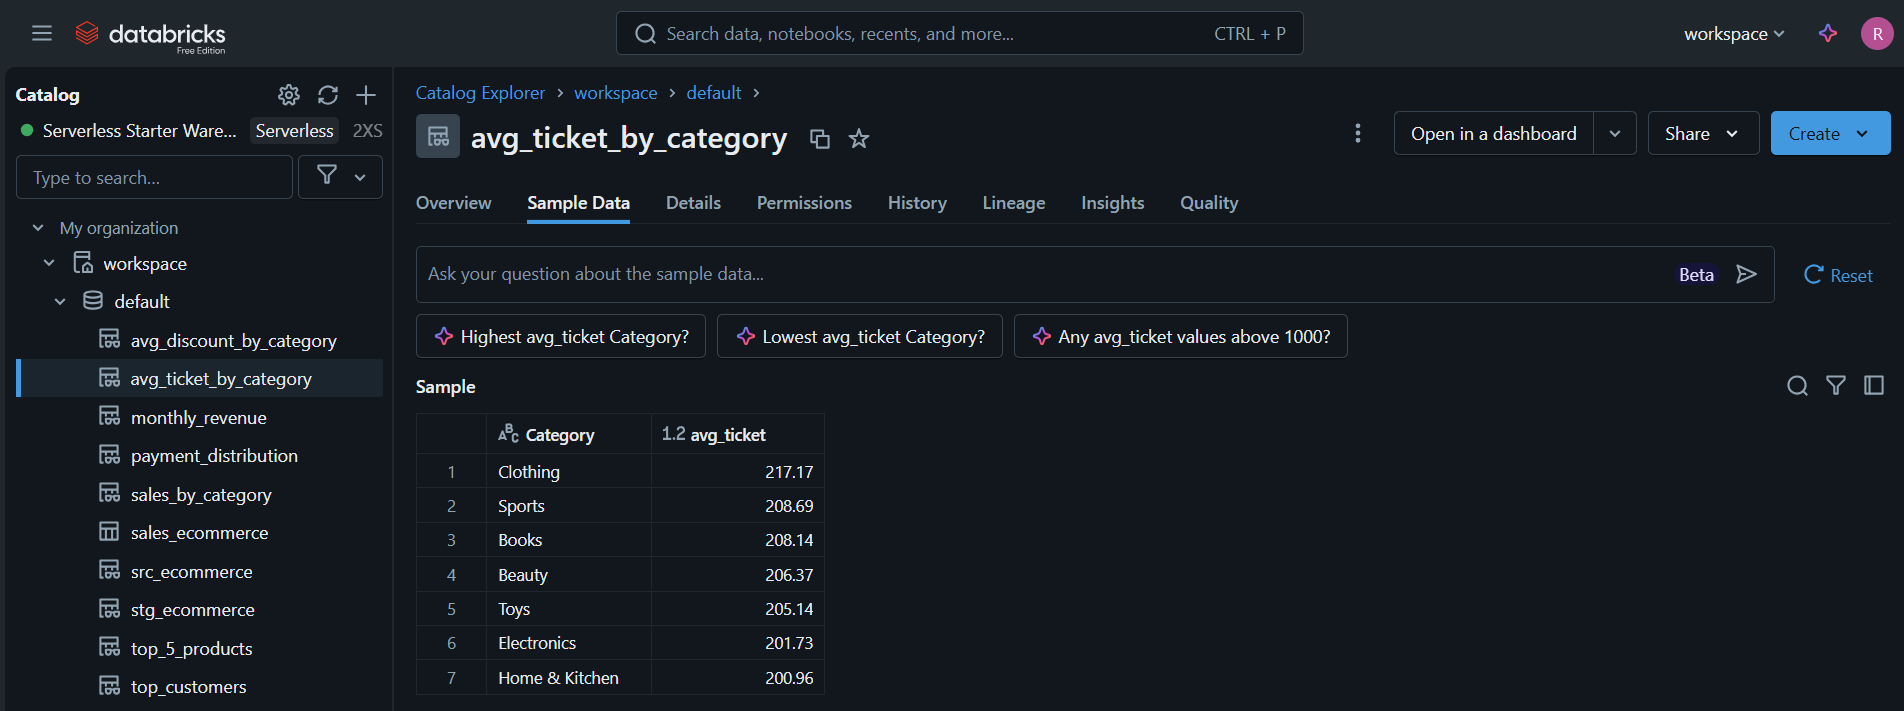 databricks
Free Edition
Search data, notebooks, recents, and more... CTRL + P
workspace
R
Catalog
Serverless Starter Ware... Serverless 2XS
Type to search...
My organization
workspace
default
avg_discount_by_category
avg_ticket_by_category
monthly_revenue
payment_distribution
sales_by_category
sales_ecommerce
src_ecommerce
stg_ecommerce
top_5_products
top_customers
Catalog Explorer > workspace > default >
avg_ticket_by_category
Open in a dashboard
Share
Create
Overview Sample Data Details Permissions History Lineage Insights Quality
Ask your question about the sample data... Beta
Reset
Highest avg_ticket Category? Lowest avg_ticket Category? Any avg_ticket values above 1000?
Sample
ABC Category 1.2 avg_ticket
1 Clothing 217.17
2 Sports 208.69
3 Books 208.14
4 Beauty 206.37
5 Toys 205.14
6 Electronics 201.73
7 Home & Kitchen 200.96